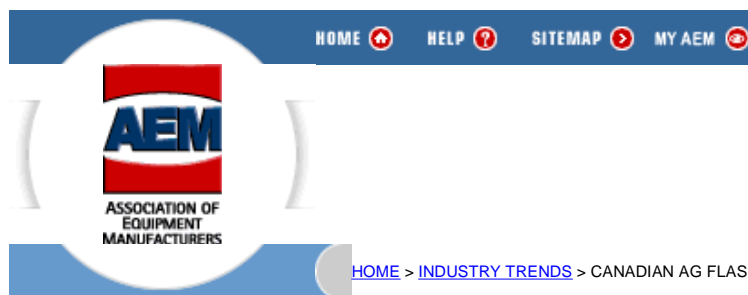 HOME HELP SITEMAP MY AEM
AEM
ASSOCIATION OF
EQUIPMENT
MANUFACTURERS
HOME > INDUSTRY TRENDS > CANADIAN AG FLAS